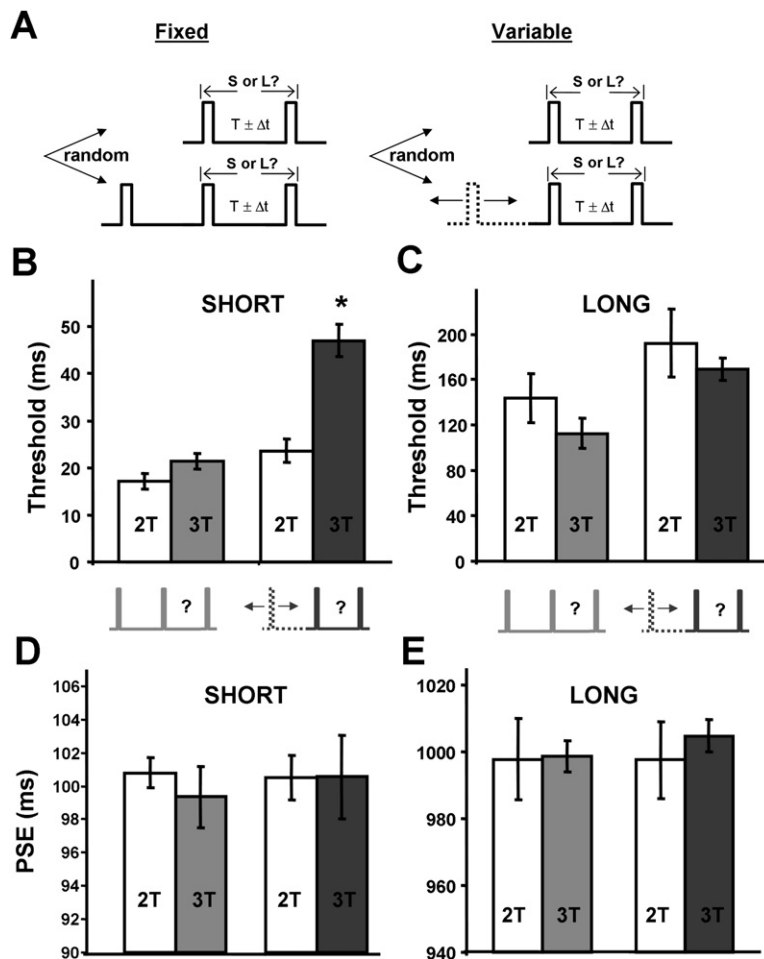 A
Fixed
Variable
S or L?
S or L?
T ± Δt
T ± Δt
random
random
S or L?
S or L?
T ± Δt
T ± Δt
B
C
SHORT
*
LONG
Threshold (ms)
50
40
30
20
10
0
2T
3T
2T
3T
Threshold (ms)
200
160
120
80
40
0
2T
3T
2T
3T
?
?
?
?
D
E
SHORT
LONG
PSE (ms)
106
104
102
100
98
96
94
92
90
2T
3T
2T
3T
1020
1000
980
960
940
2T
3T
2T
3T